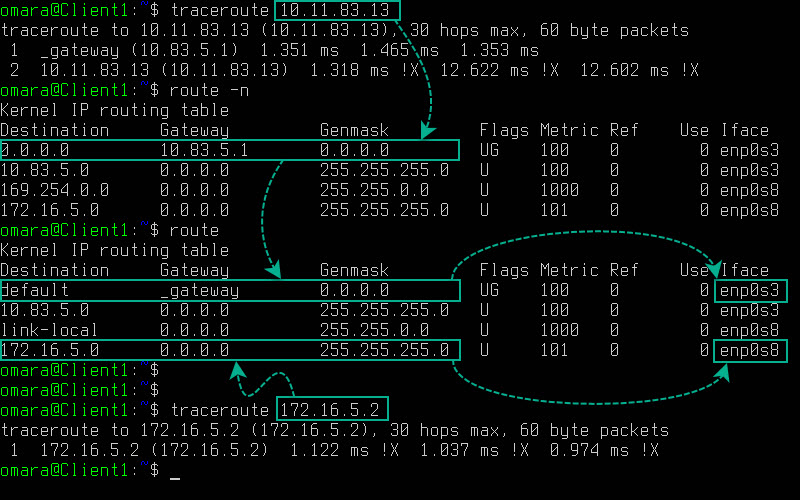 omara@Client1:~$ traceroute 10.11.83.13
traceroute to 10.11.83.13 (10.11.83.13), 30 hops max, 60 byte packets
1 _gateway (10.83.5.1) 1.351 ms 1.465 ms 1.353 ms
2 10.11.83.13 (10.11.83.13) 1.318 ms !X 12.622 ms !X 12.602 ms !X
omara@Client1:~$ route -n
Kernel IP routing table
Destination Gateway Genmask Flags Metric Ref Use Iface
0.0.0.0 10.83.5.1 0.0.0.0 UG 100 0 0 enp0s3
10.83.5.0 0.0.0.0 255.255.255.0 U 100 0 0 enp0s3
169.254.0.0 0.0.0.0 255.255.0.0 U 1000 0 0 enp0s8
172.16.5.0 0.0.0.0 255.255.255.0 U 101 0 0 enp0s8
omara@Client1:~$ route
Kernel IP routing table
Destination Gateway Genmask Flags Metric Ref Use Iface
default _gateway 0.0.0.0 UG 100 0 0 enp0s3
10.83.5.0 0.0.0.0 255.255.255.0 U 100 0 0 enp0s3
link-local 0.0.0.0 255.255.0.0 U 1000 0 0 enp0s8
172.16.5.0 0.0.0.0 255.255.255.0 U 101 0 0 enp0s8
omara@Client1:~$
omara@Client1:~$
omara@Client1:~$ traceroute 172.16.5.2
traceroute to 172.16.5.2 (172.16.5.2), 30 hops max, 60 byte packets
1 172.16.5.2 (172.16.5.2) 1.122 ms !X 1.037 ms !X 0.974 ms !X
omara@Client1:~$ _